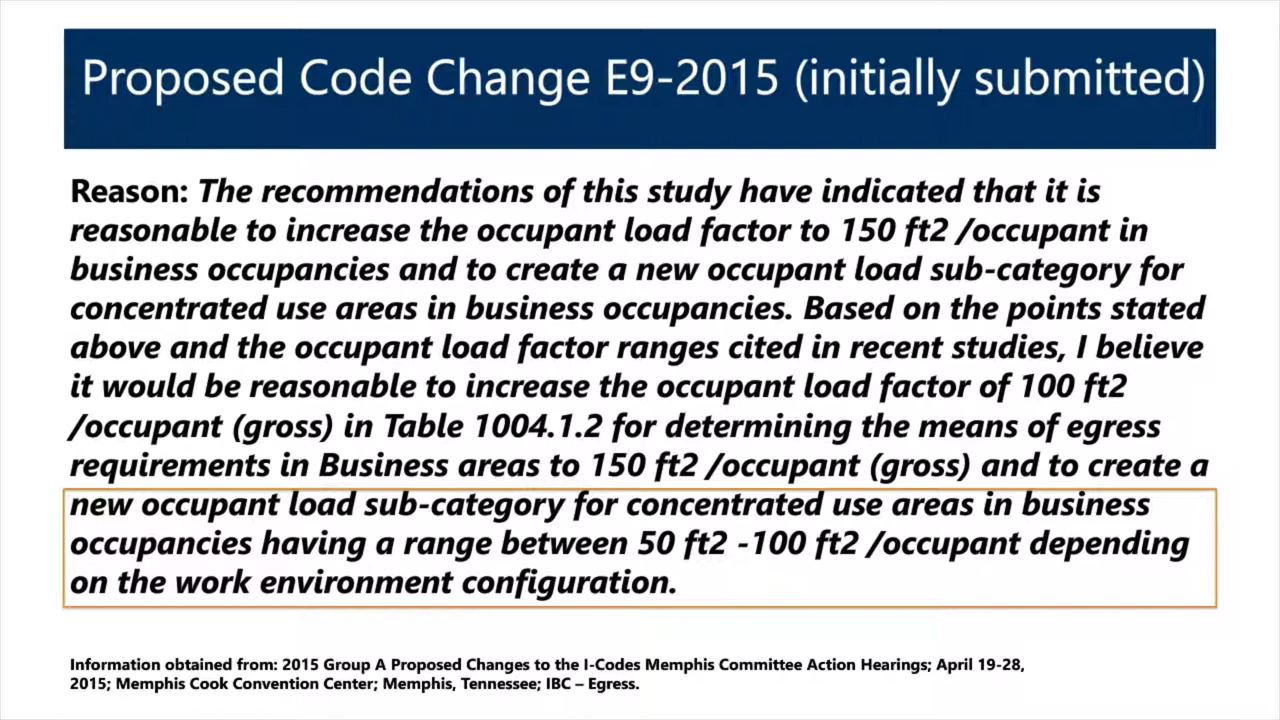 Proposed Code Change E9-2015 (initially submitted)
Reason: The recommendations of this study have indicated that it is
reasonable to increase the occupant load factor to 150 ft2 /occupant in
business occupancies and to create a new occupant load sub-category for
concentrated use areas in business occupancies. Based on the points stated
above and the occupant load factor ranges cited in recent studies, I believe
it would be reasonable to increase the occupant load factor of 100 ft2
/occupant (gross) in Table 1004.1.2 for determining the means of egress
requirements in Business areas to 150 ft2 /occupant (gross) and to create a
new occupant load sub-category for concentrated use areas in business
occupancies having a range between 50 ft2 -100 ft2 /occupant depending
on the work environment configuration.
Information obtained from: 2015 Group A Proposed Changes to the I-Codes Memphis Committee Action Hearings; April 19-28,
2015; Memphis Cook Convention Center; Memphis, Tennessee; IBC – Egress.